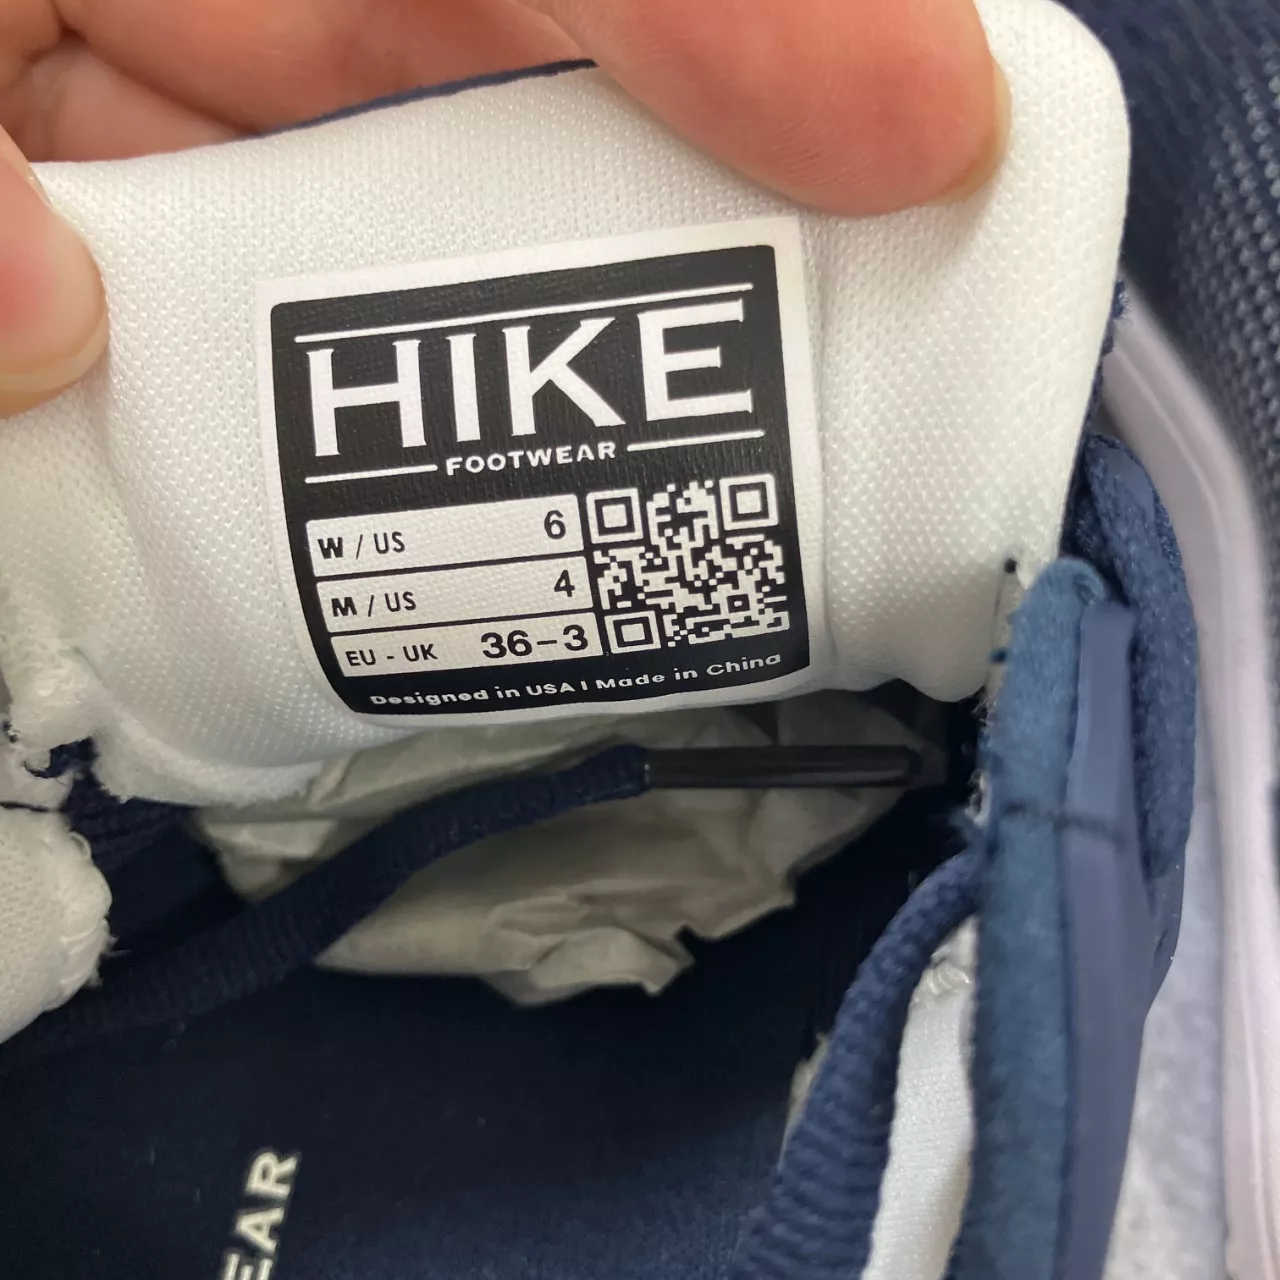 HIKE
FOOTWEAR
W / US 6
M / US 4
EU - UK 36-3
Designed in USA I Made in China
EAR